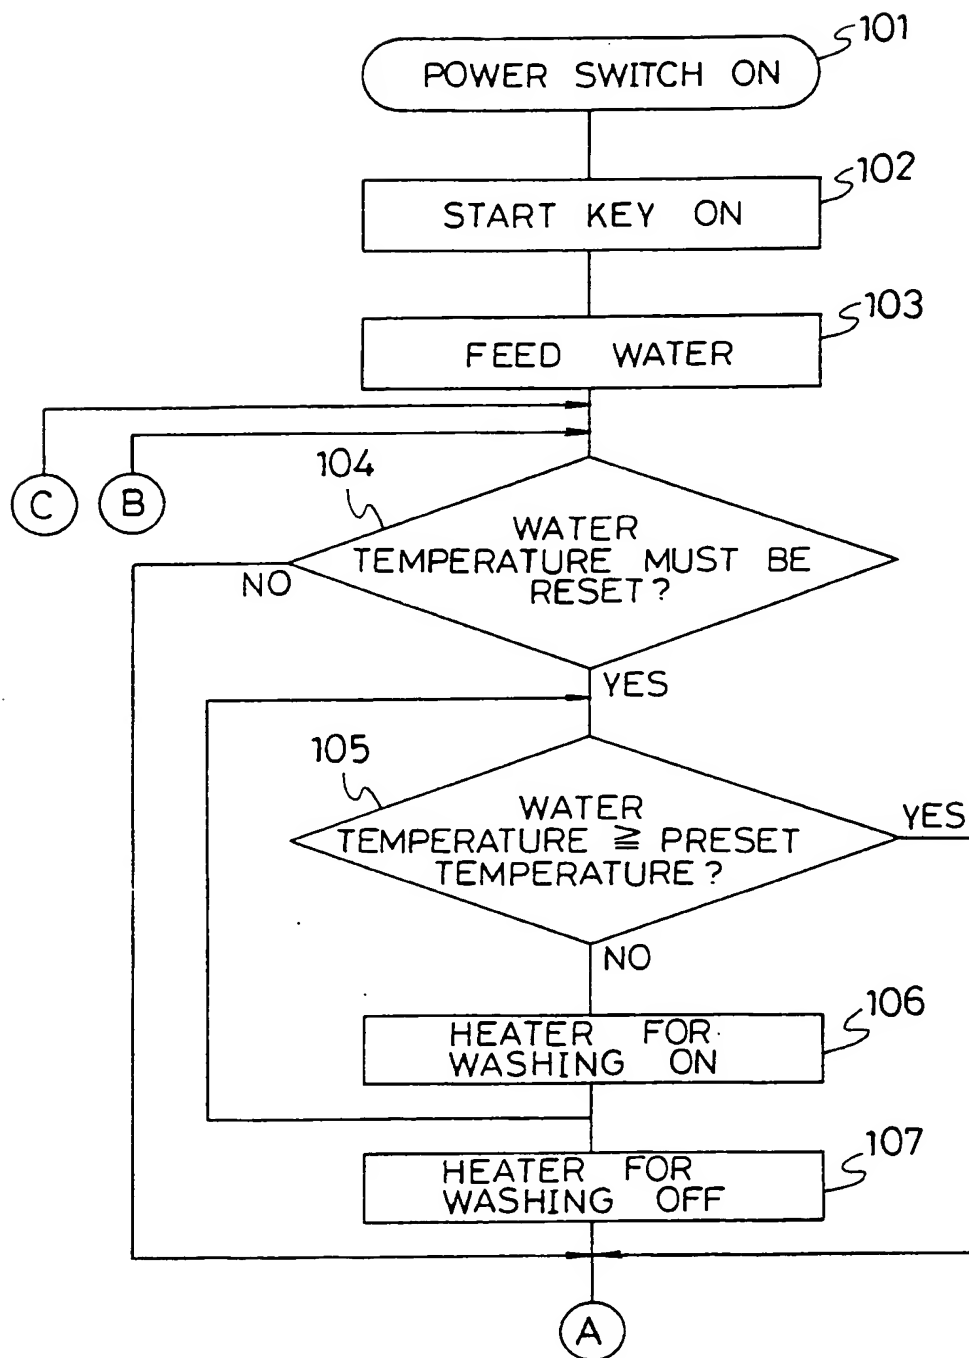 101
POWER SWITCH ON
102
START KEY ON
103
FEED WATER
C
B
104
WATER
TEMPERATURE MUST BE
RESET?
NO
YES
105
WATER
TEMPERATURE ≧ PRESET
TEMPERATURE?
YES
NO
106
HEATER FOR
WASHING ON
107
HEATER FOR
WASHING OFF
A